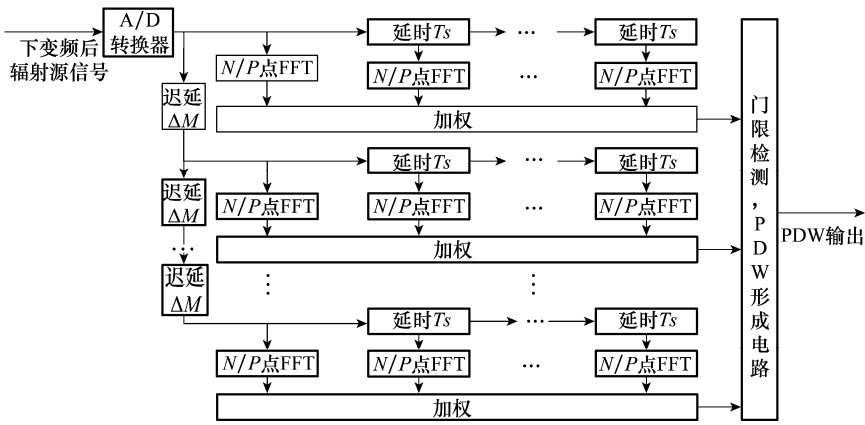 A/D
转换器
下变频后
辐射源信号
延时Ts
...
延时Ts
N/P点FFT
N/P点FFT
...
N/P点FFT
迟延
ΔM
加权
延时Ts
...
延时Ts
迟延
ΔM
N/P点FFT
N/P点FFT
...
N/P点FFT
加权
...
迟延
ΔM
⋮
⋮
延时Ts
...
延时Ts
N/P点FFT
N/P点FFT
...
N/P点FFT
加权
门限检测，PDW形成电路
PDW输出